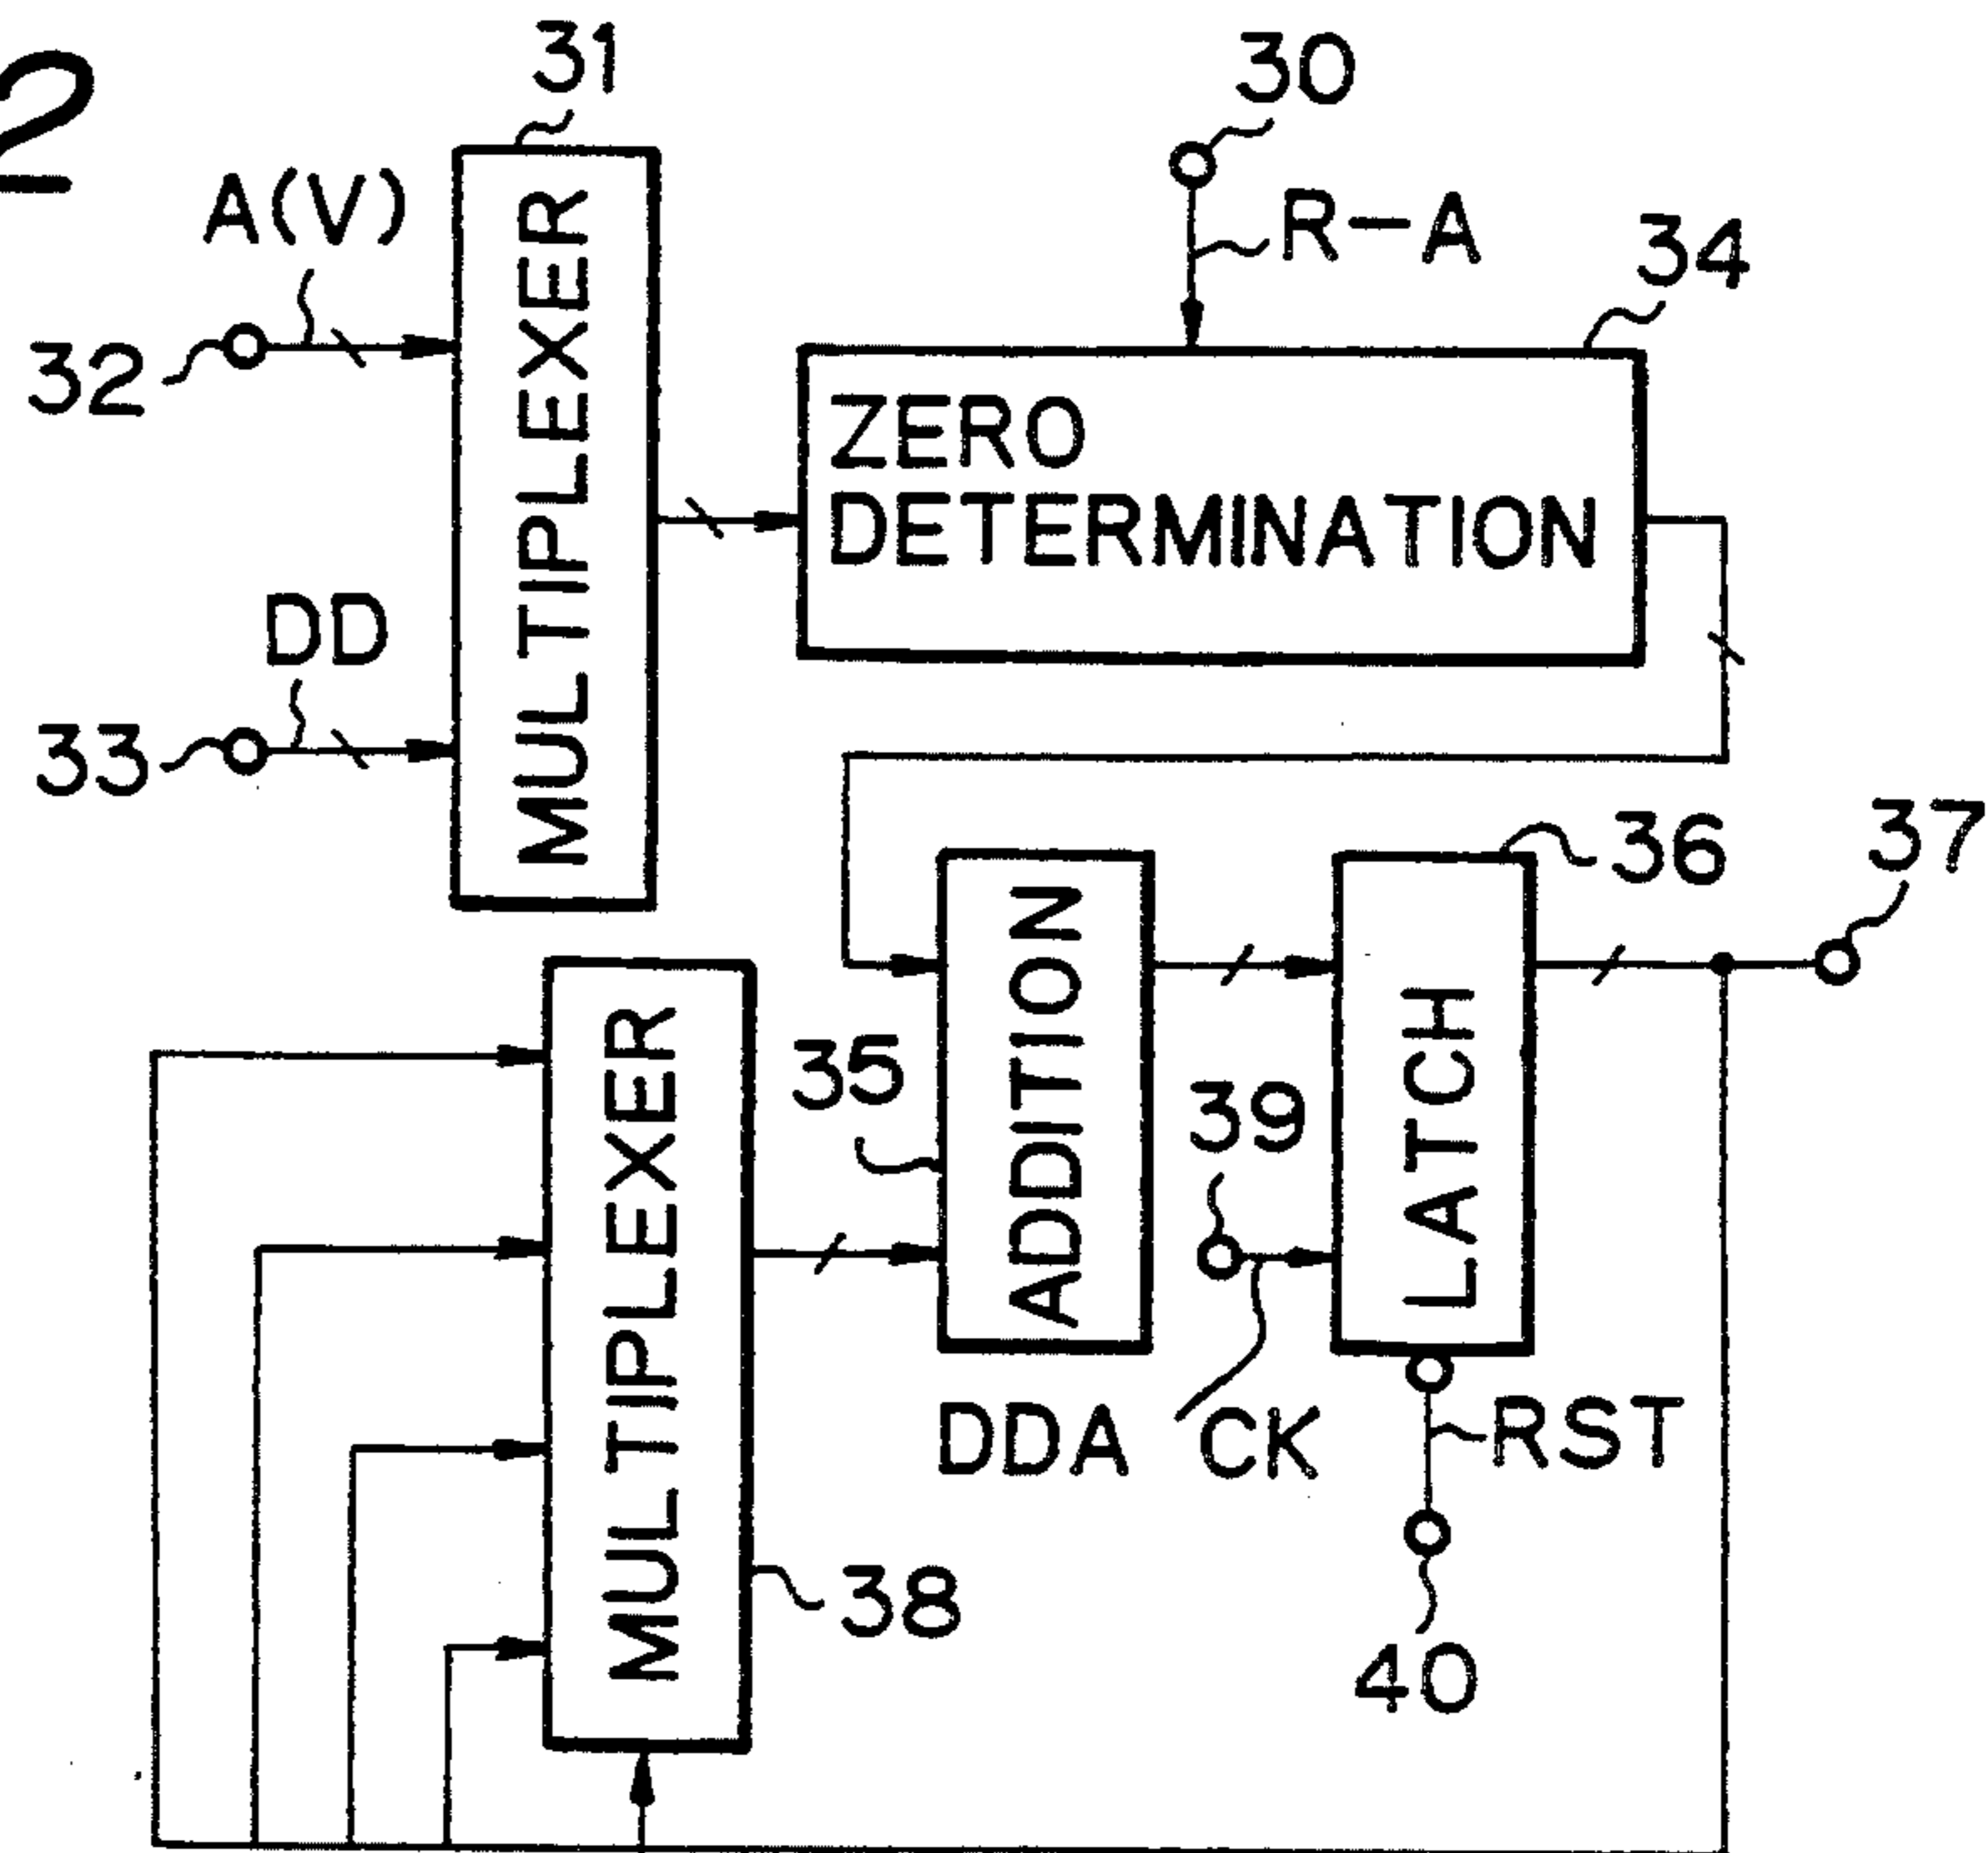 2
31
30
A(V)
R-A
34
32
MULTIPLEXER
ZERO
DETERMINATION
DD
33
36
37
ADDITION
LATCH
MULTIPLEXER
35
39
DDA CK
RST
38
40